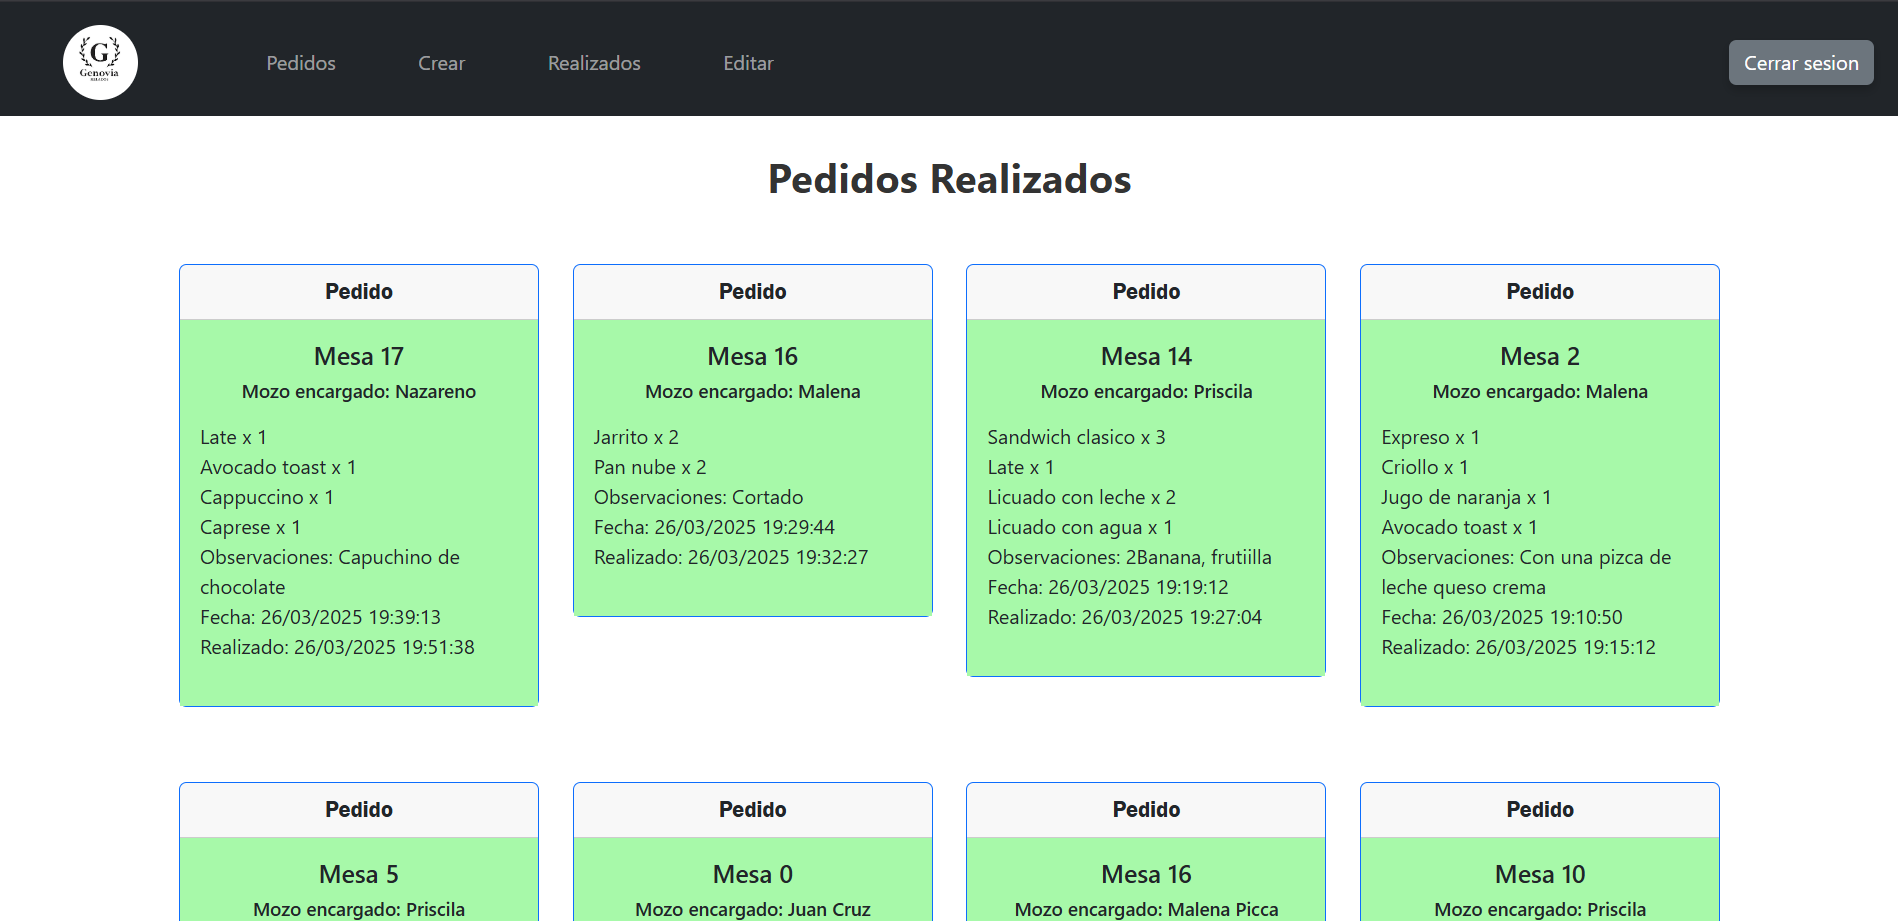 G
Genovia
Pedidos
Crear
Realizados
Editar
Cerrar sesion
Pedidos Realizados
Pedido
Mesa 17
Mozo encargado: Nazareno
Late x 1
Avocado toast x 1
Cappuccino x 1
Caprese x 1
Observaciones: Capuchino de
chocolate
Fecha: 26/03/2025 19:39:13
Realizado: 26/03/2025 19:51:38
Pedido
Mesa 16
Mozo encargado: Malena
Jarrito x 2
Pan nube x 2
Observaciones: Cortado
Fecha: 26/03/2025 19:29:44
Realizado: 26/03/2025 19:32:27
Pedido
Mesa 14
Mozo encargado: Priscila
Sandwich clasico x 3
Late x 1
Licuado con leche x 2
Licuado con agua x 1
Observaciones: 2Banana, frutiilla
Fecha: 26/03/2025 19:19:12
Realizado: 26/03/2025 19:27:04
Pedido
Mesa 2
Mozo encargado: Malena
Expreso x 1
Criollo x 1
Jugo de naranja x 1
Avocado toast x 1
Observaciones: Con una pizca de
leche queso crema
Fecha: 26/03/2025 19:10:50
Realizado: 26/03/2025 19:15:12
Pedido
Mesa 5
Mozo encargado: Priscila
Pedido
Mesa 0
Mozo encargado: Juan Cruz
Pedido
Mesa 16
Mozo encargado: Malena Picca
Pedido
Mesa 10
Mozo encargado: Priscila